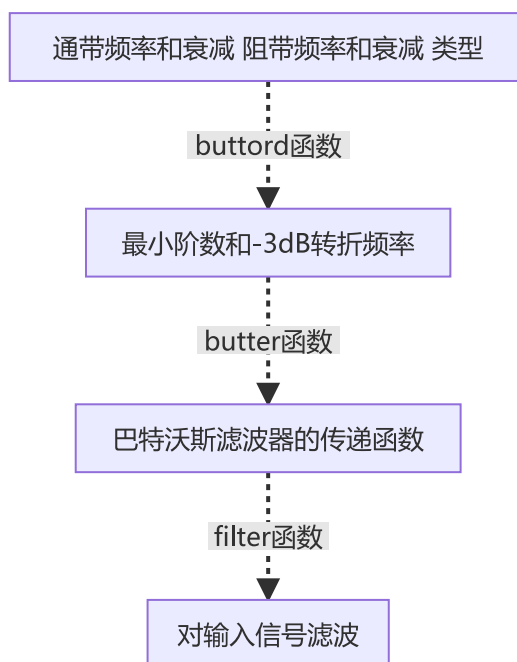 通带频率和衰减 阻带频率和衰减 类型
buttord函数
最小阶数和-3dB转折频率
butter函数
巴特沃斯滤波器的传递函数
filter函数
对输入信号滤波